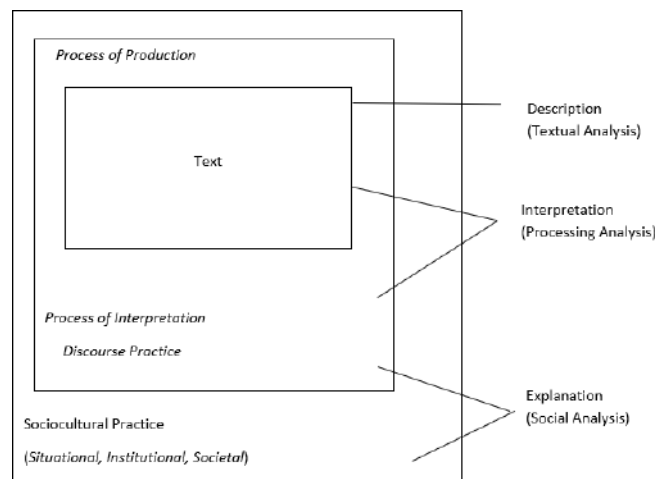 Process of Production
Text
Description
(Textual Analysis)
Interpretation
(Processing Analysis)
Process of Interpretation
Discourse Practice
Explanation
(Social Analysis)
Sociocultural Practice
(Situational, Institutional, Societal)